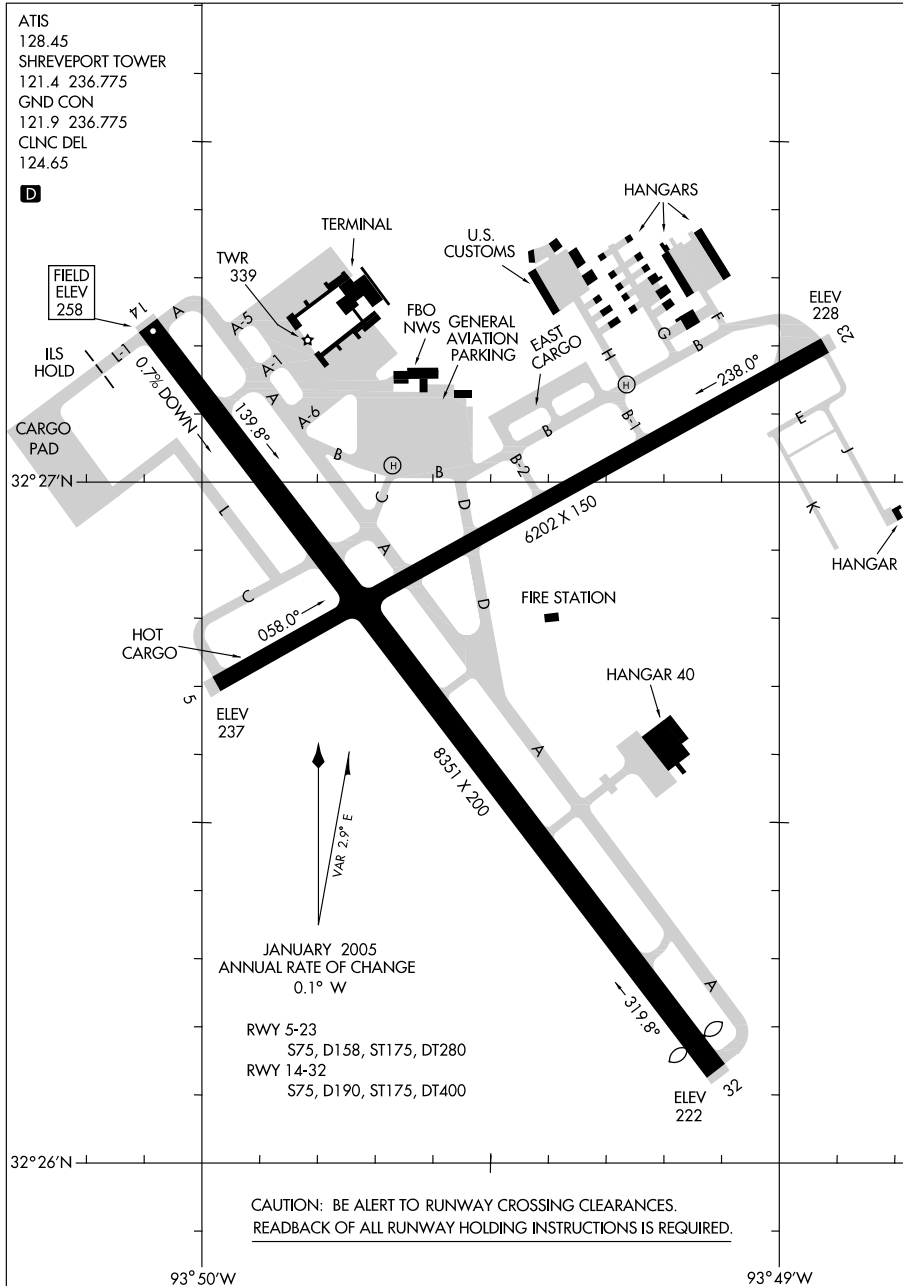 ATIS
128.45
SHREVEPORT TOWER
121.4 236.775
GND CON
121.9 236.775
CLNC DEL
124.65
D
HANGARS
TERMINAL
U.S.
CUSTOMS
TWR
339
FIELD
ELEV
258
14
A
A-5
FBO
NWS
GENERAL
AVIATION
PARKING
EAST
CARGO
ELEV
228
23
F
G
B
H
ILS
HOLD
L-1
A-1
0.7% DOWN
A
139.8°
A-6
H
238.0°
B-1
E
J
CARGO
PAD
B
B
B-2
H
B
32°27'N
C
D
K
L
6202 X 150
HANGAR
A
C
058.0°
D
FIRE STATION
HOT
CARGO
5
ELEV
237
HANGAR 40
A
8351 X 200
VAR 2.9° E
JANUARY 2005
ANNUAL RATE OF CHANGE
0.1° W
A
319.8°
RWY 5-23
S75, D158, ST175, DT280
RWY 14-32
S75, D190, ST175, DT400
32
ELEV
222
32°26'N
CAUTION: BE ALERT TO RUNWAY CROSSING CLEARANCES.
READBACK OF ALL RUNWAY HOLDING INSTRUCTIONS IS REQUIRED.
93°50'W
93°49'W